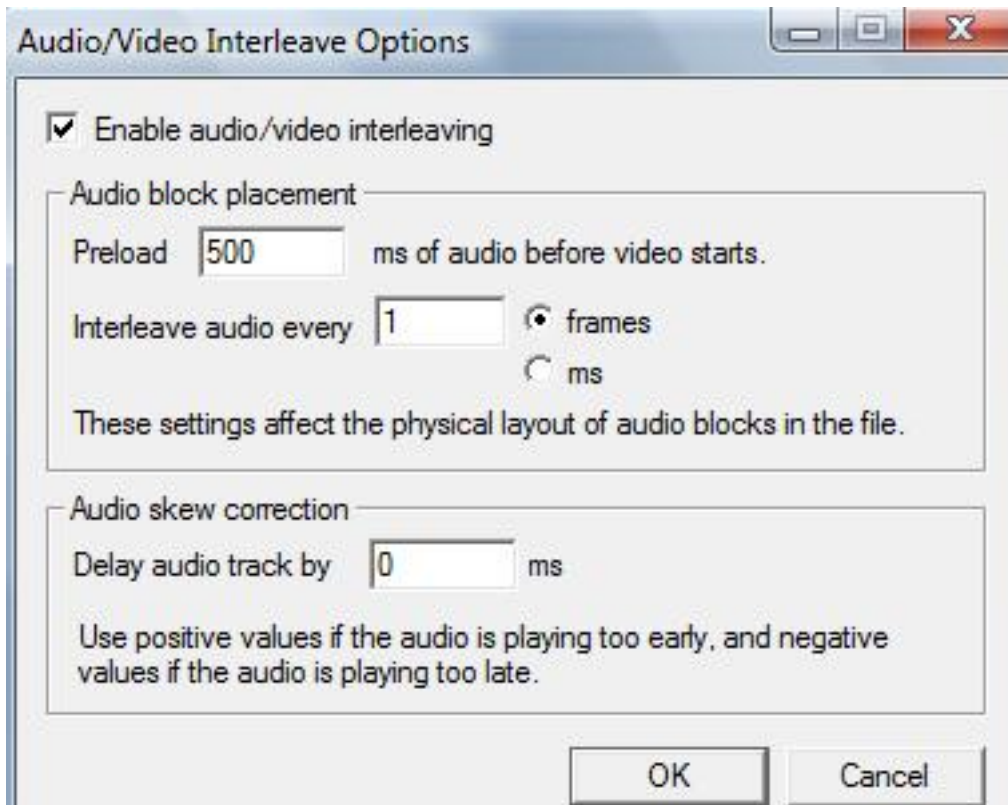 Audio/Video Interleave Options
Enable audio/video interleaving
Audio block placement
Preload 500 ms of audio before video starts.
Interleave audio every 1 frames
ms
These settings affect the physical layout of audio blocks in the file.
Audio skew correction
Delay audio track by 0 ms
Use positive values if the audio is playing too early, and negative
values if the audio is playing too late.
OK Cancel